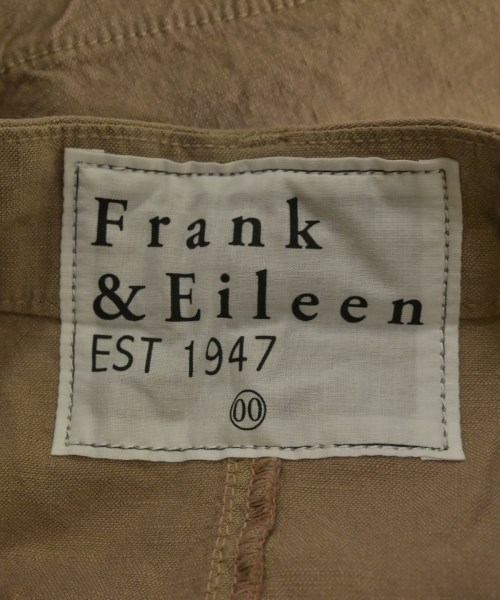 Frank
& Eileen
EST 1947
00